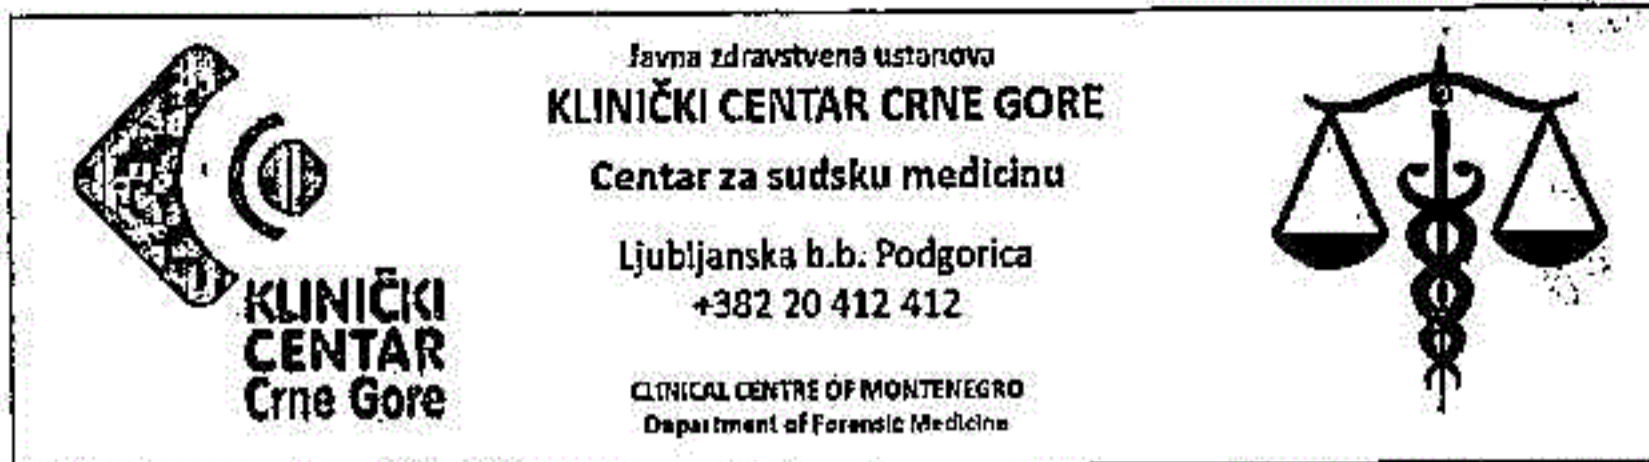 KLINIČKI
CENTAR
Crne Gore
Javna zdravstvena ustanova
KLINIČKI CENTAR CRNE GORE
Centar za sudsku medicinu
Ljubljanska b.b. Podgorica
+382 20 412 412
CLINICAL CENTRE OF MONTENEGRO
Department of Forensic Medicine